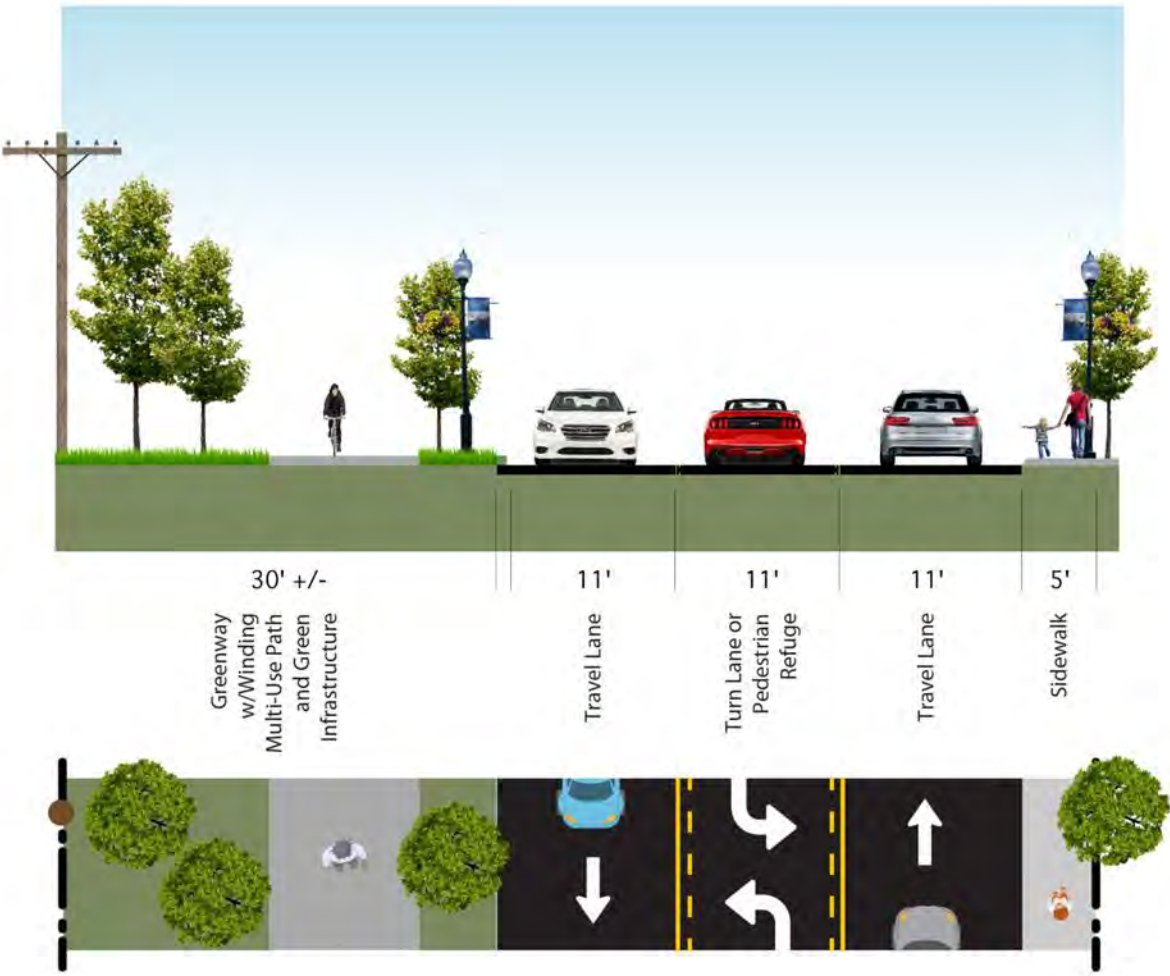 30' +/-
11'
11'
11'
5'
Greenway
w/Winding
Multi-Use Path
and Green
Infrastructure
Travel Lane
Turn Lane or
Pedestrian
Refuge
Travel Lane
Sidewalk